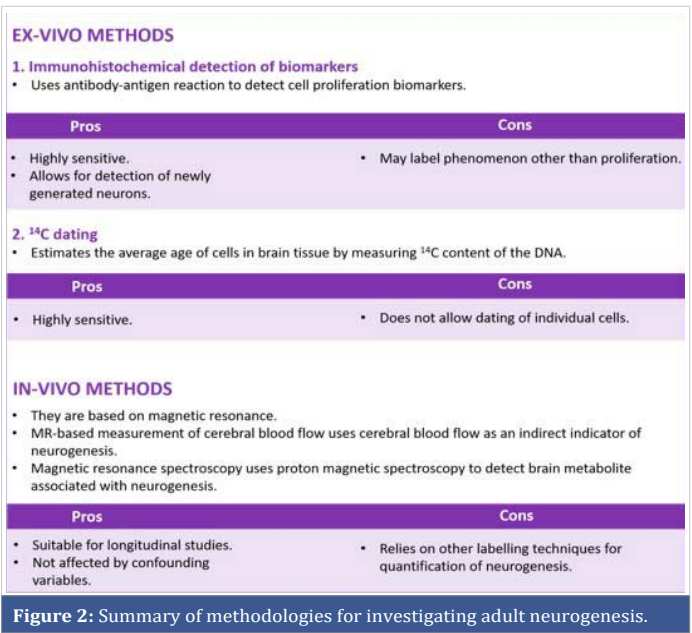 EX-VIVO METHODS
1. Immunohistochemical detection of biomarkers
• Uses antibody-antigen reaction to detect cell proliferation biomarkers.
Pros Cons
• Highly sensitive. • May label phenomenon other than proliferation.
• Allows for detection of newly
generated neurons.
2. ¹⁴C dating
• Estimates the average age of cells in brain tissue by measuring ¹⁴C content of the DNA.
Pros Cons
• Highly sensitive. • Does not allow dating of individual cells.
IN-VIVO METHODS
• They are based on magnetic resonance.
• MR-based measurement of cerebral blood flow uses cerebral blood flow as an indirect indicator of
neurogenesis.
• Magnetic resonance spectroscopy uses proton magnetic spectroscopy to detect brain metabolite
associated with neurogenesis.
Pros Cons
• Suitable for longitudinal studies. • Relies on other labelling techniques for
• Not affected by confounding quantification of neurogenesis.
variables.
Figure 2: Summary of methodologies for investigating adult neurogenesis.